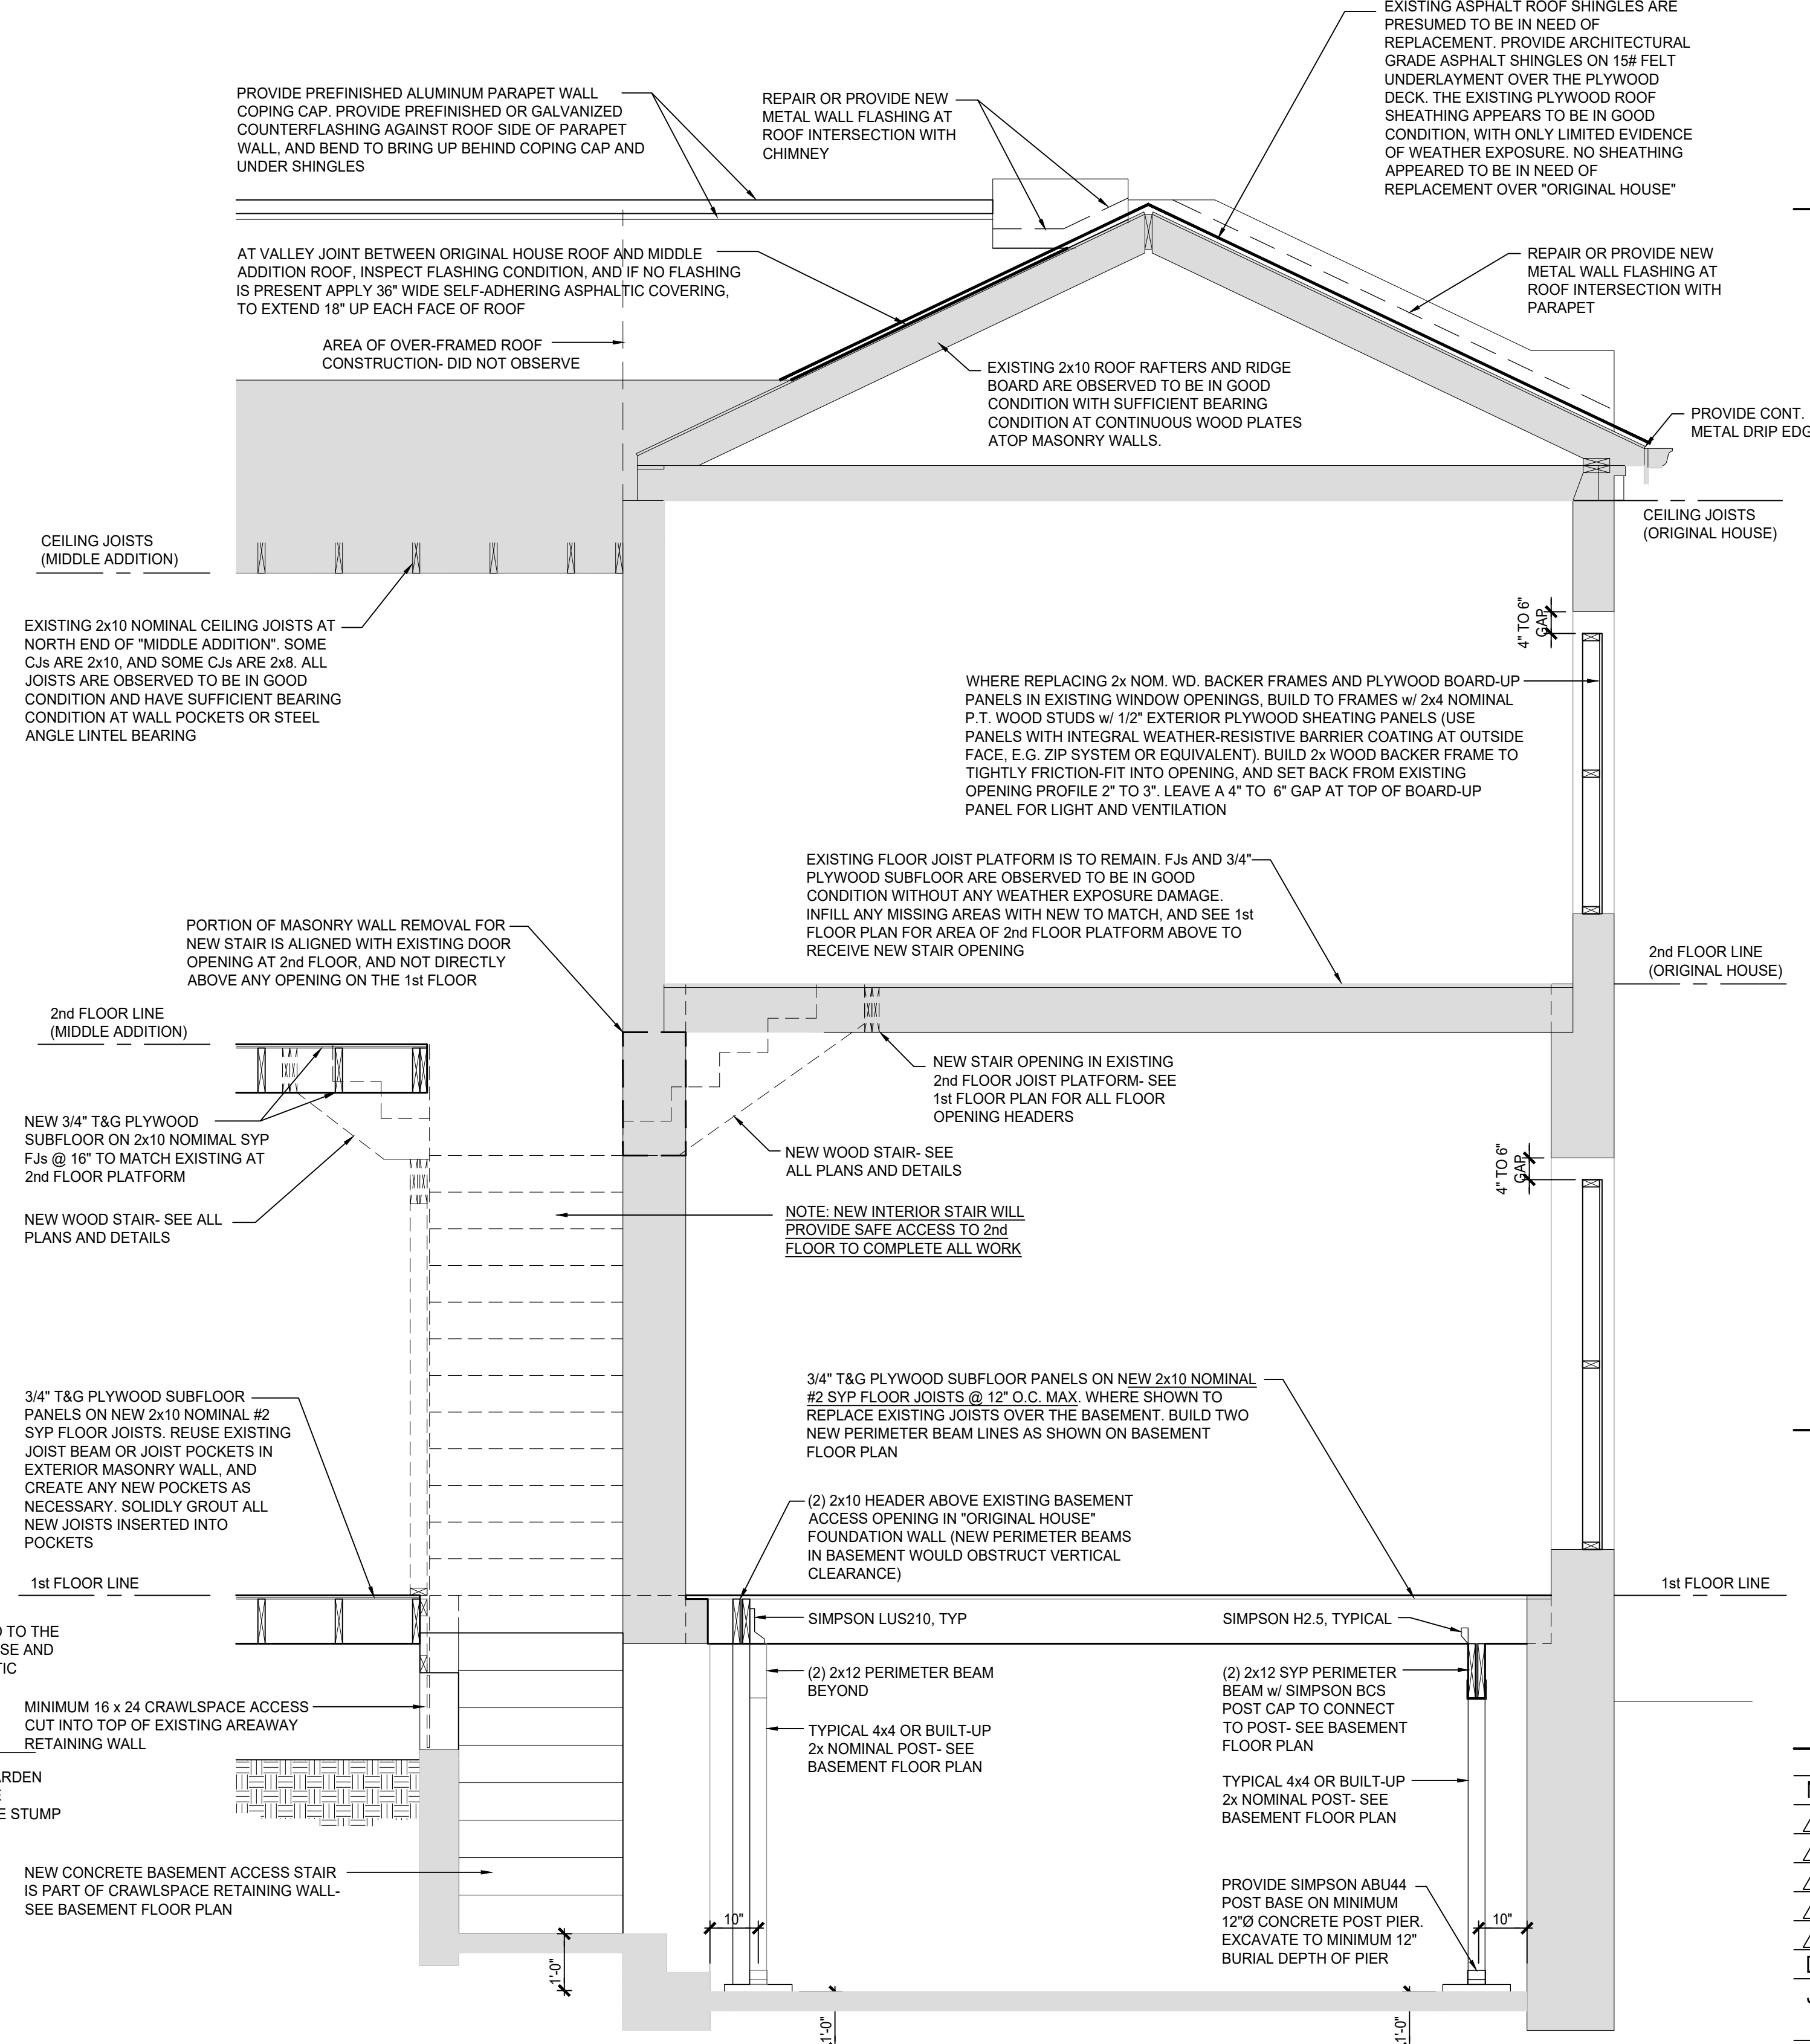 EXISTING ASPHALT ROOF SHINGLES ARE
PRESUMED TO BE IN NEED OF
REPLACEMENT. PROVIDE ARCHITECTURAL
GRADE ASPHALT SHINGLES ON 15# FELT
UNDERLAYMENT OVER THE PLYWOOD
DECK. THE EXISTING PLYWOOD ROOF
SHEATHING APPEARS TO BE IN GOOD
CONDITION, WITH ONLY LIMITED EVIDENCE
OF WEATHER EXPOSURE. NO SHEATHING
APPEARED TO BE IN NEED OF
REPLACEMENT OVER "ORIGINAL HOUSE"
PROVIDE PREFINISHED ALUMINUM PARAPET WALL
COPING CAP. PROVIDE PREFINISHED OR GALVANIZED
COUNTERFLASHING AGAINST ROOF SIDE OF PARAPET
WALL, AND BEND TO BRING UP BEHIND COPING CAP AND
UNDER SHINGLES
REPAIR OR PROVIDE NEW
METAL WALL FLASHING AT
ROOF INTERSECTION WITH
CHIMNEY
AT VALLEY JOINT BETWEEN ORIGINAL HOUSE ROOF AND MIDDLE
ADDITION ROOF, INSPECT FLASHING CONDITION, AND IF NO FLASHING
IS PRESENT APPLY 36" WIDE SELF-ADHERING ASPHALTIC COVERING,
TO EXTEND 18" UP EACH FACE OF ROOF
REPAIR OR PROVIDE NEW
METAL WALL FLASHING AT
ROOF INTERSECTION WITH
PARAPET
AREA OF OVER-FRAMED ROOF
CONSTRUCTION- DID NOT OBSERVE
EXISTING 2x10 ROOF RAFTERS AND RIDGE
BOARD ARE OBSERVED TO BE IN GOOD
CONDITION WITH SUFFICIENT BEARING
CONDITION AT CONTINUOUS WOOD PLATES
ATOP MASONRY WALLS.
PROVIDE CONT.
METAL DRIP EDG
CEILING JOISTS
(ORIGINAL HOUSE)
CEILING JOISTS
(MIDDLE ADDITION)
EXISTING 2x10 NOMINAL CEILING JOISTS AT
NORTH END OF "MIDDLE ADDITION". SOME
CJs ARE 2x10, AND SOME CJs ARE 2x8. ALL
JOISTS ARE OBSERVED TO BE IN GOOD
CONDITION AND HAVE SUFFICIENT BEARING
CONDITION AT WALL POCKETS OR STEEL
ANGLE LINTEL BEARING
4" TO 6"
GAP
WHERE REPLACING 2x NOM. WD. BACKER FRAMES AND PLYWOOD BOARD-UP
PANELS IN EXISTING WINDOW OPENINGS, BUILD TO FRAMES w/ 2x4 NOMINAL
P.T. WOOD STUDS w/ 1/2" EXTERIOR PLYWOOD SHEATING PANELS (USE
PANELS WITH INTEGRAL WEATHER-RESISTIVE BARRIER COATING AT OUTSIDE
FACE, E.G. ZIP SYSTEM OR EQUIVALENT). BUILD 2x WOOD BACKER FRAME TO
TIGHTLY FRICTION-FIT INTO OPENING, AND SET BACK FROM EXISTING
OPENING PROFILE 2" TO 3". LEAVE A 4" TO 6" GAP AT TOP OF BOARD-UP
PANEL FOR LIGHT AND VENTILATION
EXISTING FLOOR JOIST PLATFORM IS TO REMAIN. FJs AND 3/4"
PLYWOOD SUBFLOOR ARE OBSERVED TO BE IN GOOD
CONDITION WITHOUT ANY WEATHER EXPOSURE DAMAGE.
INFILL ANY MISSING AREAS WITH NEW TO MATCH, AND SEE 1st
FLOOR PLAN FOR AREA OF 2nd FLOOR PLATFORM ABOVE TO
RECEIVE NEW STAIR OPENING
PORTION OF MASONRY WALL REMOVAL FOR
NEW STAIR IS ALIGNED WITH EXISTING DOOR
OPENING AT 2nd FLOOR, AND NOT DIRECTLY
ABOVE ANY OPENING ON THE 1st FLOOR
2nd FLOOR LINE
(ORIGINAL HOUSE)
2nd FLOOR LINE
(MIDDLE ADDITION)
NEW STAIR OPENING IN EXISTING
2nd FLOOR JOIST PLATFORM- SEE
1st FLOOR PLAN FOR ALL FLOOR
OPENING HEADERS
NEW 3/4" T&G PLYWOOD
SUBFLOOR ON 2x10 NOMIMAL SYP
FJs @ 16" TO MATCH EXISTING AT
2nd FLOOR PLATFORM
NEW WOOD STAIR- SEE
ALL PLANS AND DETAILS
4" TO 6"
GAP
NEW WOOD STAIR- SEE ALL
PLANS AND DETAILS
NOTE: NEW INTERIOR STAIR WILL
PROVIDE SAFE ACCESS TO 2nd
FLOOR TO COMPLETE ALL WORK
3/4" T&G PLYWOOD SUBFLOOR
PANELS ON NEW 2x10 NOMINAL #2
SYP FLOOR JOISTS. REUSE EXISTING
JOIST BEAM OR JOIST POCKETS IN
EXTERIOR MASONRY WALL, AND
CREATE ANY NEW POCKETS AS
NECESSARY. SOLIDLY GROUT ALL
NEW JOISTS INSERTED INTO
POCKETS
3/4" T&G PLYWOOD SUBFLOOR PANELS ON NEW 2x10 NOMINAL
#2 SYP FLOOR JOISTS @ 12" O.C. MAX. WHERE SHOWN TO
REPLACE EXISTING JOISTS OVER THE BASEMENT. BUILD TWO
NEW PERIMETER BEAM LINES AS SHOWN ON BASEMENT
FLOOR PLAN
(2) 2x10 HEADER ABOVE EXISTING BASEMENT
ACCESS OPENING IN "ORIGINAL HOUSE"
FOUNDATION WALL (NEW PERIMETER BEAMS
IN BASEMENT WOULD OBSTRUCT VERTICAL
CLEARANCE)
1st FLOOR LINE
1st FLOOR LINE
SIMPSON LUS210, TYP
SIMPSON H2.5, TYPICAL
TO THE
SE AND
TIC
(2) 2x12 PERIMETER BEAM
BEYOND
(2) 2x12 SYP PERIMETER
BEAM w/ SIMPSON BCS
POST CAP TO CONNECT
TO POST- SEE BASEMENT
FLOOR PLAN
MINIMUM 16 x 24 CRAWLSPACE ACCESS
CUT INTO TOP OF EXISTING AREAWAY
RETAINING WALL
TYPICAL 4x4 OR BUILT-UP
2x NOMINAL POST- SEE
BASEMENT FLOOR PLAN
ARDEN
E
E STUMP
TYPICAL 4x4 OR BUILT-UP
2x NOMINAL POST- SEE
BASEMENT FLOOR PLAN
NEW CONCRETE BASEMENT ACCESS STAIR
IS PART OF CRAWLSPACE RETAINING WALL-
SEE BASEMENT FLOOR PLAN
PROVIDE SIMPSON ABU44
POST BASE ON MINIMUM
12"Ø CONCRETE POST PIER.
EXCAVATE TO MINIMUM 12"
BURIAL DEPTH OF PIER
10"
10"
1'-0"
1'-0"
1'-0"